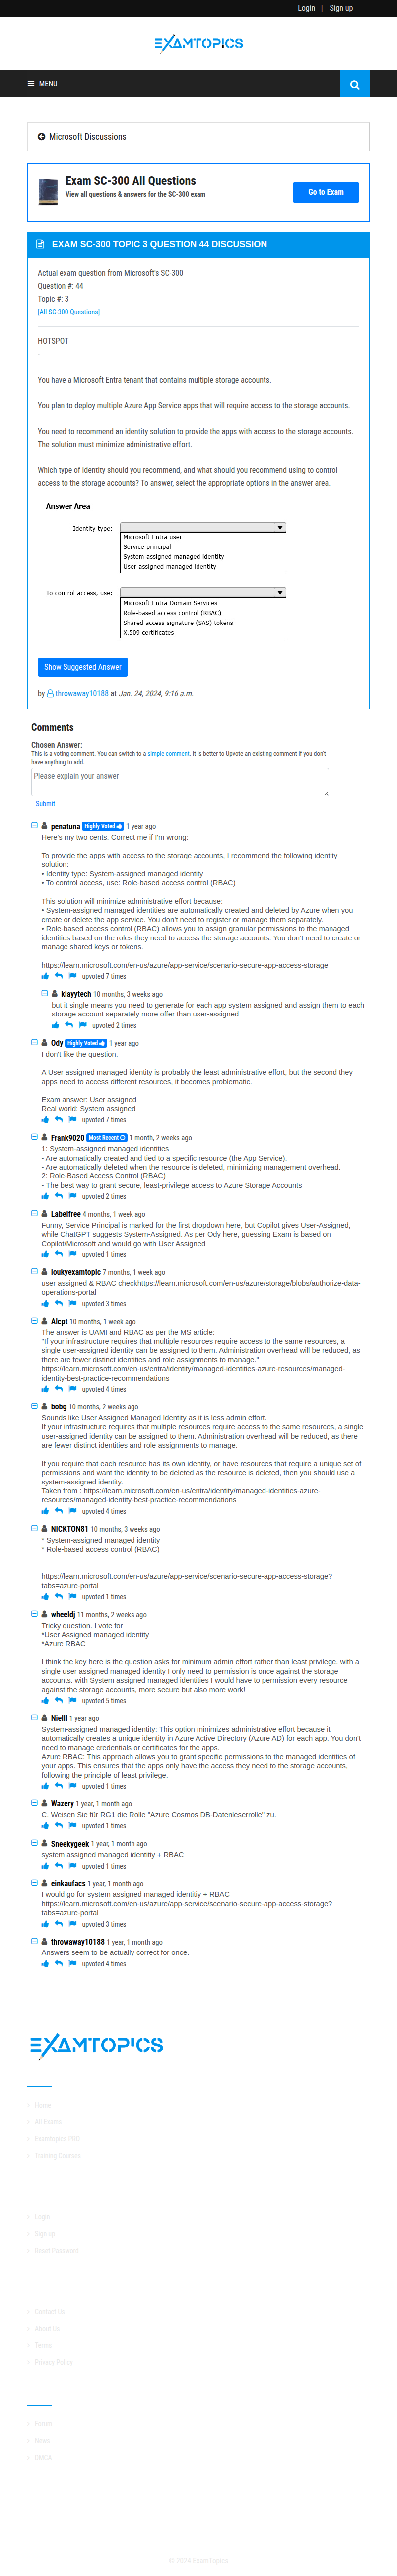 Login | Sign up
EXAMTOPICS
MENU
Microsoft Discussions
Exam SC-300 All Questions
View all questions & answers for the SC-300 exam
Go to Exam
EXAM SC-300 TOPIC 3 QUESTION 44 DISCUSSION
Actual exam question from Microsoft's SC-300
Question #: 44
Topic #: 3
[All SC-300 Questions]
HOTSPOT
-
You have a Microsoft Entra tenant that contains multiple storage accounts.
You plan to deploy multiple Azure App Service apps that will require access to the storage accounts.
You need to recommend an identity solution to provide the apps with access to the storage accounts.
The solution must minimize administrative effort.
Which type of identity should you recommend, and what should you recommend using to control
access to the storage accounts? To answer, select the appropriate options in the answer area.
Answer Area
Identity type:
Microsoft Entra user
Service principal
System-assigned managed identity
User-assigned managed identity
To control access, use:
Microsoft Entra Domain Services
Role-based access control (RBAC)
Shared access signature (SAS) tokens
X.509 certificates
Show Suggested Answer
by throwaway10188 at Jan. 24, 2024, 9:16 a.m.
Comments
Chosen Answer:
This is a voting comment. You can switch to a simple comment. It is better to Upvote an existing comment if you don't
have anything to add.
Please explain your answer
Submit
penatuna Highly Voted 1 year ago
Here's my two cents. Correct me if I'm wrong:
To provide the apps with access to the storage accounts, I recommend the following identity
solution:
• Identity type: System-assigned managed identity
• To control access, use: Role-based access control (RBAC)
This solution will minimize administrative effort because:
• System-assigned managed identities are automatically created and deleted by Azure when you
create or delete the app service. You don't need to register or manage them separately.
• Role-based access control (RBAC) allows you to assign granular permissions to the managed
identities based on the roles they need to access the storage accounts. You don't need to create or
manage shared keys or tokens.
https://learn.microsoft.com/en-us/azure/app-service/scenario-secure-app-access-storage
upvoted 7 times
klayytech 10 months, 3 weeks ago
but it single means you need to generate for each app system assigned and assign them to each
storage account separately more offer than user-assigned
upvoted 2 times
Ody Highly Voted 1 year ago
I don't like the question.
A User assigned managed identity is probably the least administrative effort, but the second they
apps need to access different resources, it becomes problematic.
Exam answer: User assigned
Real world: System assigned
upvoted 7 times
Frank9020 Most Recent 1 month, 2 weeks ago
1: System-assigned managed identities
- Are automatically created and tied to a specific resource (the App Service).
- Are automatically deleted when the resource is deleted, minimizing management overhead.
2: Role-Based Access Control (RBAC)
- The best way to grant secure, least-privilege access to Azure Storage Accounts
upvoted 2 times
Labelfree 4 months, 1 week ago
Funny, Service Principal is marked for the first dropdown here, but Copilot gives User-Assigned,
while ChatGPT suggests System-Assigned. As per Ody here, guessing Exam is based on
Copilot/Microsoft and would go with User Assigned
upvoted 1 times
loukyexamtopic 7 months, 1 week ago
user assigned & RBAC checkhttps://learn.microsoft.com/en-us/azure/storage/blobs/authorize-data-
operations-portal
upvoted 3 times
Alcpt 10 months, 1 week ago
The answer is UAMI and RBAC as per the MS article:
"If your infrastructure requires that multiple resources require access to the same resources, a
single user-assigned identity can be assigned to them. Administration overhead will be reduced, as
there are fewer distinct identities and role assignments to manage."
https://learn.microsoft.com/en-us/entra/identity/managed-identities-azure-resources/managed-
identity-best-practice-recommendations
upvoted 4 times
bobg 10 months, 2 weeks ago
Sounds like User Assigned Managed Identity as it is less admin effort.
If your infrastructure requires that multiple resources require access to the same resources, a single
user-assigned identity can be assigned to them. Administration overhead will be reduced, as there
are fewer distinct identities and role assignments to manage.
If you require that each resource has its own identity, or have resources that require a unique set of
permissions and want the identity to be deleted as the resource is deleted, then you should use a
system-assigned identity.
Taken from : https://learn.microsoft.com/en-us/entra/identity/managed-identities-azure-
resources/managed-identity-best-practice-recommendations
upvoted 4 times
NICKTON81 10 months, 3 weeks ago
* System-assigned managed identity
* Role-based access control (RBAC)
https://learn.microsoft.com/en-us/azure/app-service/scenario-secure-app-access-storage?
tabs=azure-portal
upvoted 1 times
wheeldj 11 months, 2 weeks ago
Tricky question. I vote for
*User Assigned managed identity
*Azure RBAC
I think the key here is the question asks for minimum admin effort rather than least privilege. with a
single user assigned managed identity I only need to permission is once against the storage
accounts. with System assigned managed identities I would have to permission every resource
against the storage accounts, more secure but also more work!
upvoted 5 times
Nielll 1 year ago
System-assigned managed identity: This option minimizes administrative effort because it
automatically creates a unique identity in Azure Active Directory (Azure AD) for each app. You don't
need to manage credentials or certificates for the apps.
Azure RBAC: This approach allows you to grant specific permissions to the managed identities of
your apps. This ensures that the apps only have the access they need to the storage accounts,
following the principle of least privilege.
upvoted 1 times
Wazery 1 year, 1 month ago
C. Weisen Sie für RG1 die Rolle "Azure Cosmos DB-Datenleserrolle" zu.
upvoted 1 times
Sneekygeek 1 year, 1 month ago
system assigned managed identitiy + RBAC
upvoted 1 times
einkaufacs 1 year, 1 month ago
I would go for system assigned managed identitiy + RBAC
https://learn.microsoft.com/en-us/azure/app-service/scenario-secure-app-access-storage?
tabs=azure-portal
upvoted 3 times
throwaway10188 1 year, 1 month ago
Answers seem to be actually correct for once.
upvoted 4 times
EXAMTOPICS
Home
All Exams
Examtopics PRO
Training Courses
Login
Sign up
Reset Password
Contact Us
About Us
Terms
Privacy Policy
Forum
News
DMCA
© 2024 ExamTopics